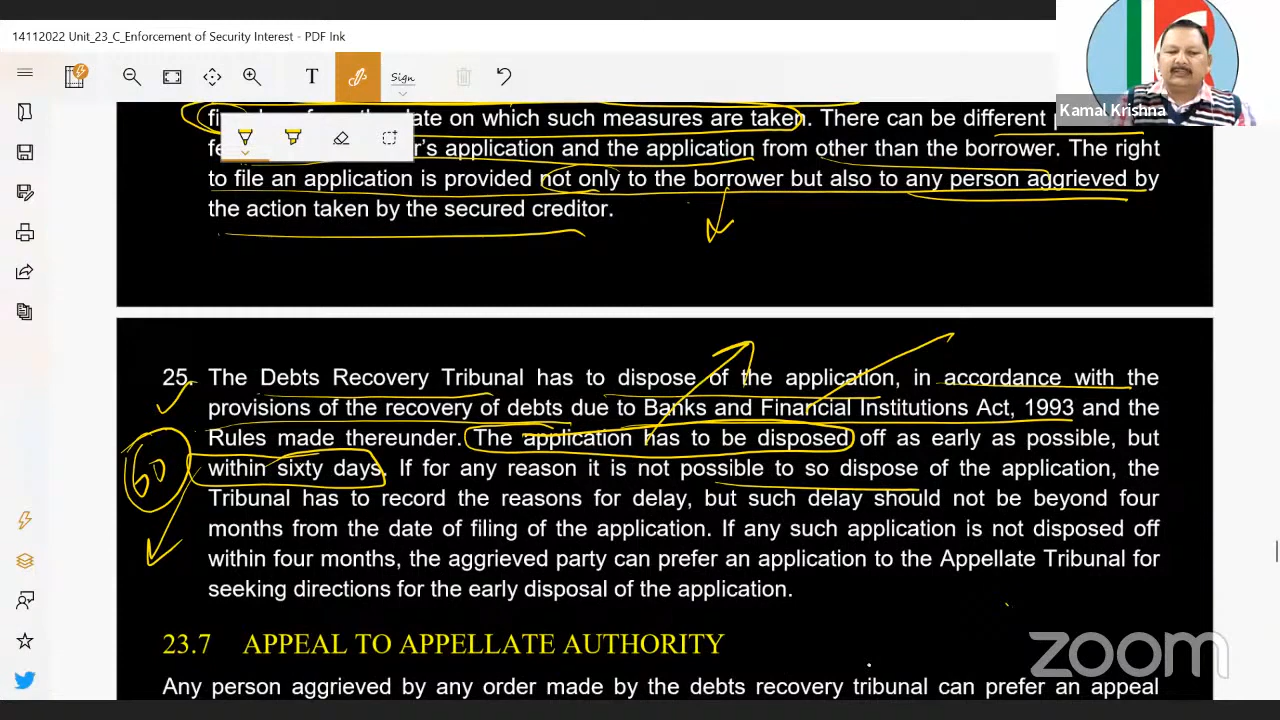 14112022 Unit_23_C_Enforcement of Security Interest - PDF Ink
T
Sign
Kamal Krishna
date on which such measures are taken. There can be different
's application and the application from other than the borrower. The right
to file an application is provided not only to the borrower but also to any person aggrieved by
the action taken by the secured creditor.
25. The Debts Recovery Tribunal has to dispose of the application, in accordance with the
provisions of the recovery of debts due to Banks and Financial Institutions Act, 1993 and the
Rules made thereunder. The application has to be disposed off as early as possible, but
60
within sixty days. If for any reason it is not possible to so dispose of the application, the
Tribunal has to record the reasons for delay, but such delay should not be beyond four
months from the date of filing of the application. If any such application is not disposed off
within four months, the aggrieved party can prefer an application to the Appellate Tribunal for
seeking directions for the early disposal of the application.
23.7 APPEAL TO APPELLATE AUTHORITY
Any person aggrieved by any order made by the debts recovery tribunal can prefer an appeal
zoom